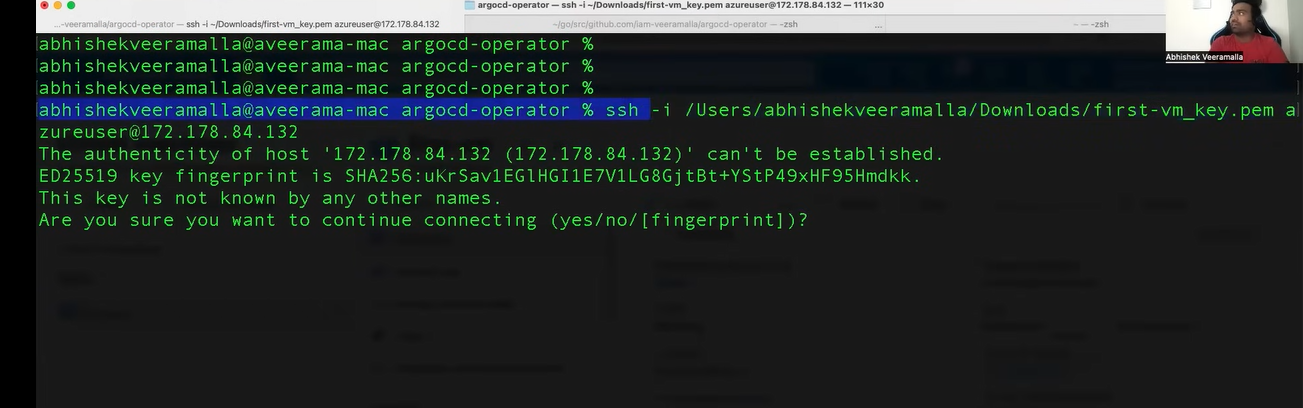 argocd-operator — ssh -i ~/Downloads/first-vm_key.pem azureuser@172.178.84.132 — 111×30
...-veeramalla/argocd-operator — ssh -i ~/Downloads/first-vm_key.pem azureuser@172.178.84.132
~/go/src/github.com/iam-veeramalla/argocd-operator — -zsh
...
~ — -zsh
Abhishek Veeramalla
abhishekveeramalla@aveerama-mac argocd-operator %
abhishekveeramalla@aveerama-mac argocd-operator %
abhishekveeramalla@aveerama-mac argocd-operator %
abhishekveeramalla@aveerama-mac argocd-operator % ssh -i /Users/abhishekveeramalla/Downloads/first-vm_key.pem a
zureuser@172.178.84.132
The authenticity of host '172.178.84.132 (172.178.84.132)' can't be established.
ED25519 key fingerprint is SHA256:uKrSav1EGlHGI1E7V1LG8GjtBt+YStP49xHF95Hmdkk.
This key is not known by any other names.
Are you sure you want to continue connecting (yes/no/[fingerprint])?